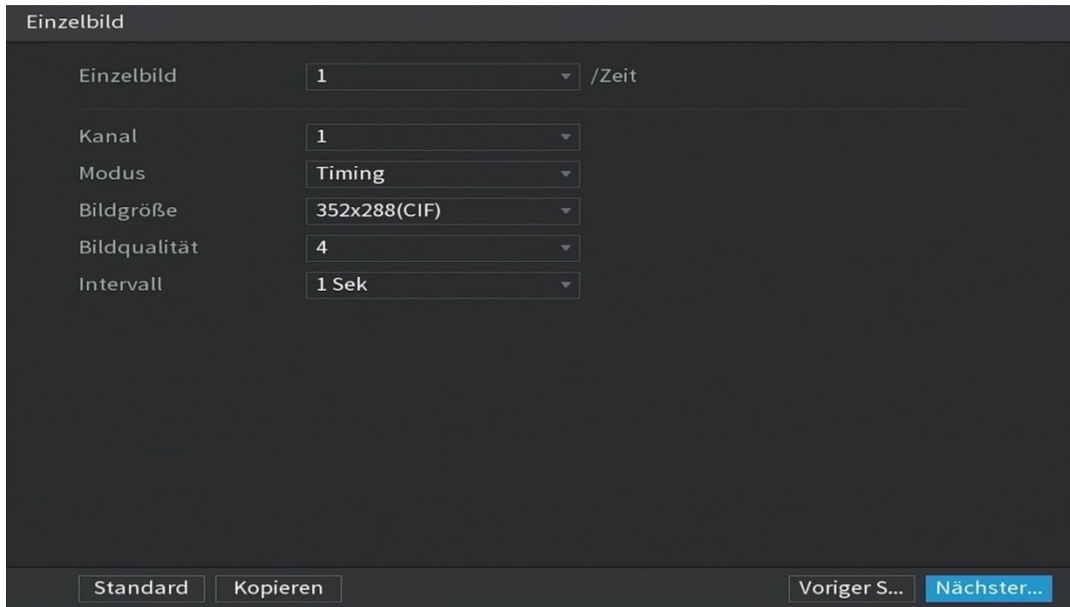 Einzelbild
Einzelbild 1 /Zeit
Kanal 1
Modus Timing
Bildgröße 352x288(CIF)
Bildqualität 4
Intervall 1 Sek
Standard Kopieren Voriger S... Nächster...